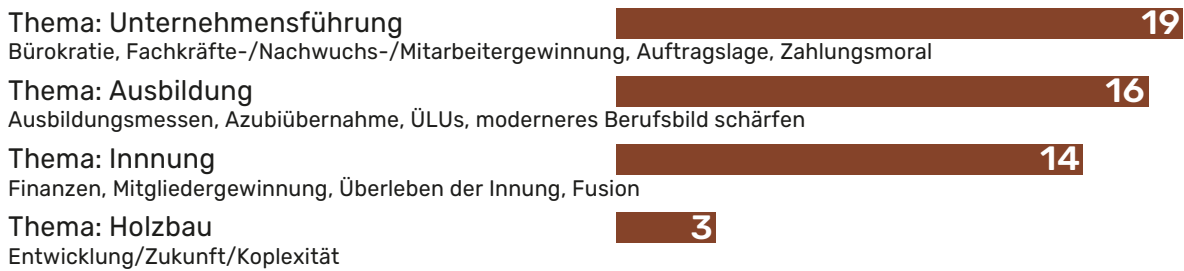 Thema: Unternehmensführung 19
Bürokratie, Fachkräfte-/Nachwuchs-/Mitarbeitergewinnung, Auftragslage, Zahlungsmoral
Thema: Ausbildung 16
Ausbildungsmessen, Azubiübernahme, ÜLUs, moderneres Berufsbild schärfen
Thema: Innnung 14
Finanzen, Mitgliedergewinnung, Überleben der Innung, Fusion
Thema: Holzbau 3
Entwicklung/Zukunft/Koplexität